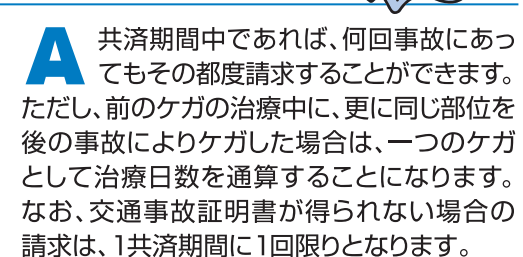 A 共済期間中であれば、何回事故にあっ
てもその都度請求することができます。
ただし、前のケガの治療中に、更に同じ部位を
後の事故によりケガした場合は、一つのケガ
として治療日数を通算することになります。
なお、交通事故証明書が得られない場合の
請求は、1共済期間に1回限りとなります。